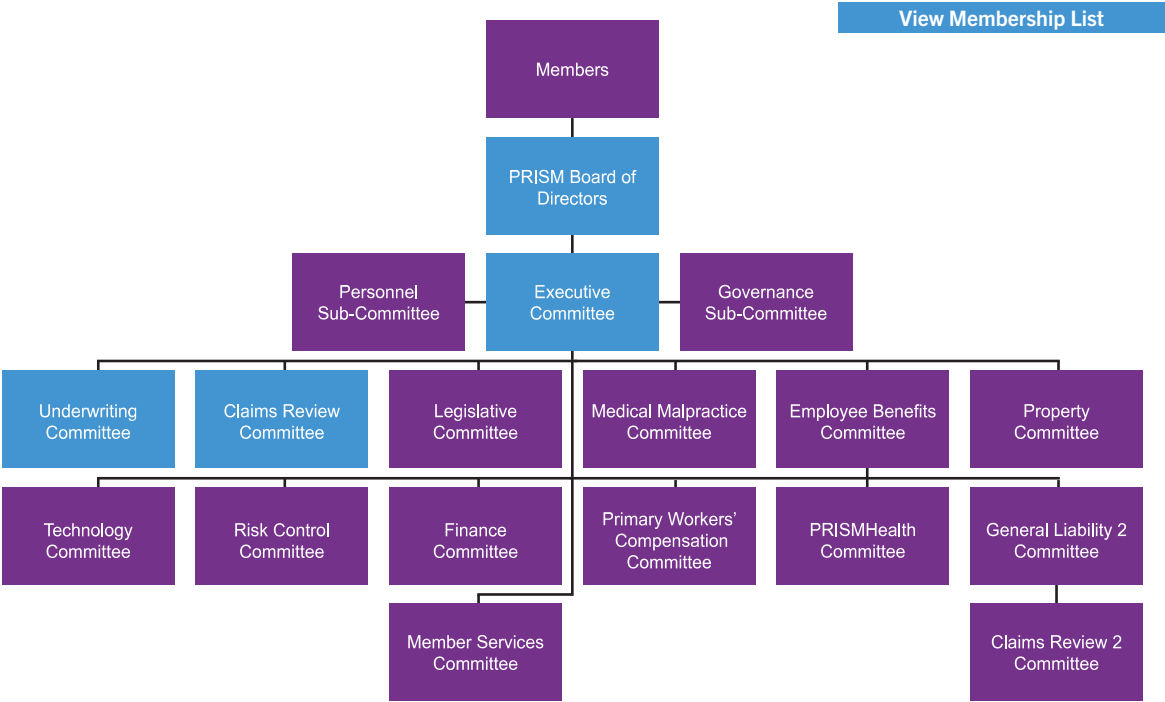 View Membership List
Members
PRISM Board of
Directors
Personnel
Sub-Committee
Executive
Committee
Governance
Sub-Committee
Underwriting
Committee
Claims Review
Committee
Legislative
Committee
Medical Malpractice
Committee
Employee Benefits
Committee
Property
Committee
Technology
Committee
Risk Control
Committee
Finance
Committee
Primary Workers'
Compensation
Committee
PRISMHealth
Committee
General Liability 2
Committee
Member Services
Committee
Claims Review 2
Committee